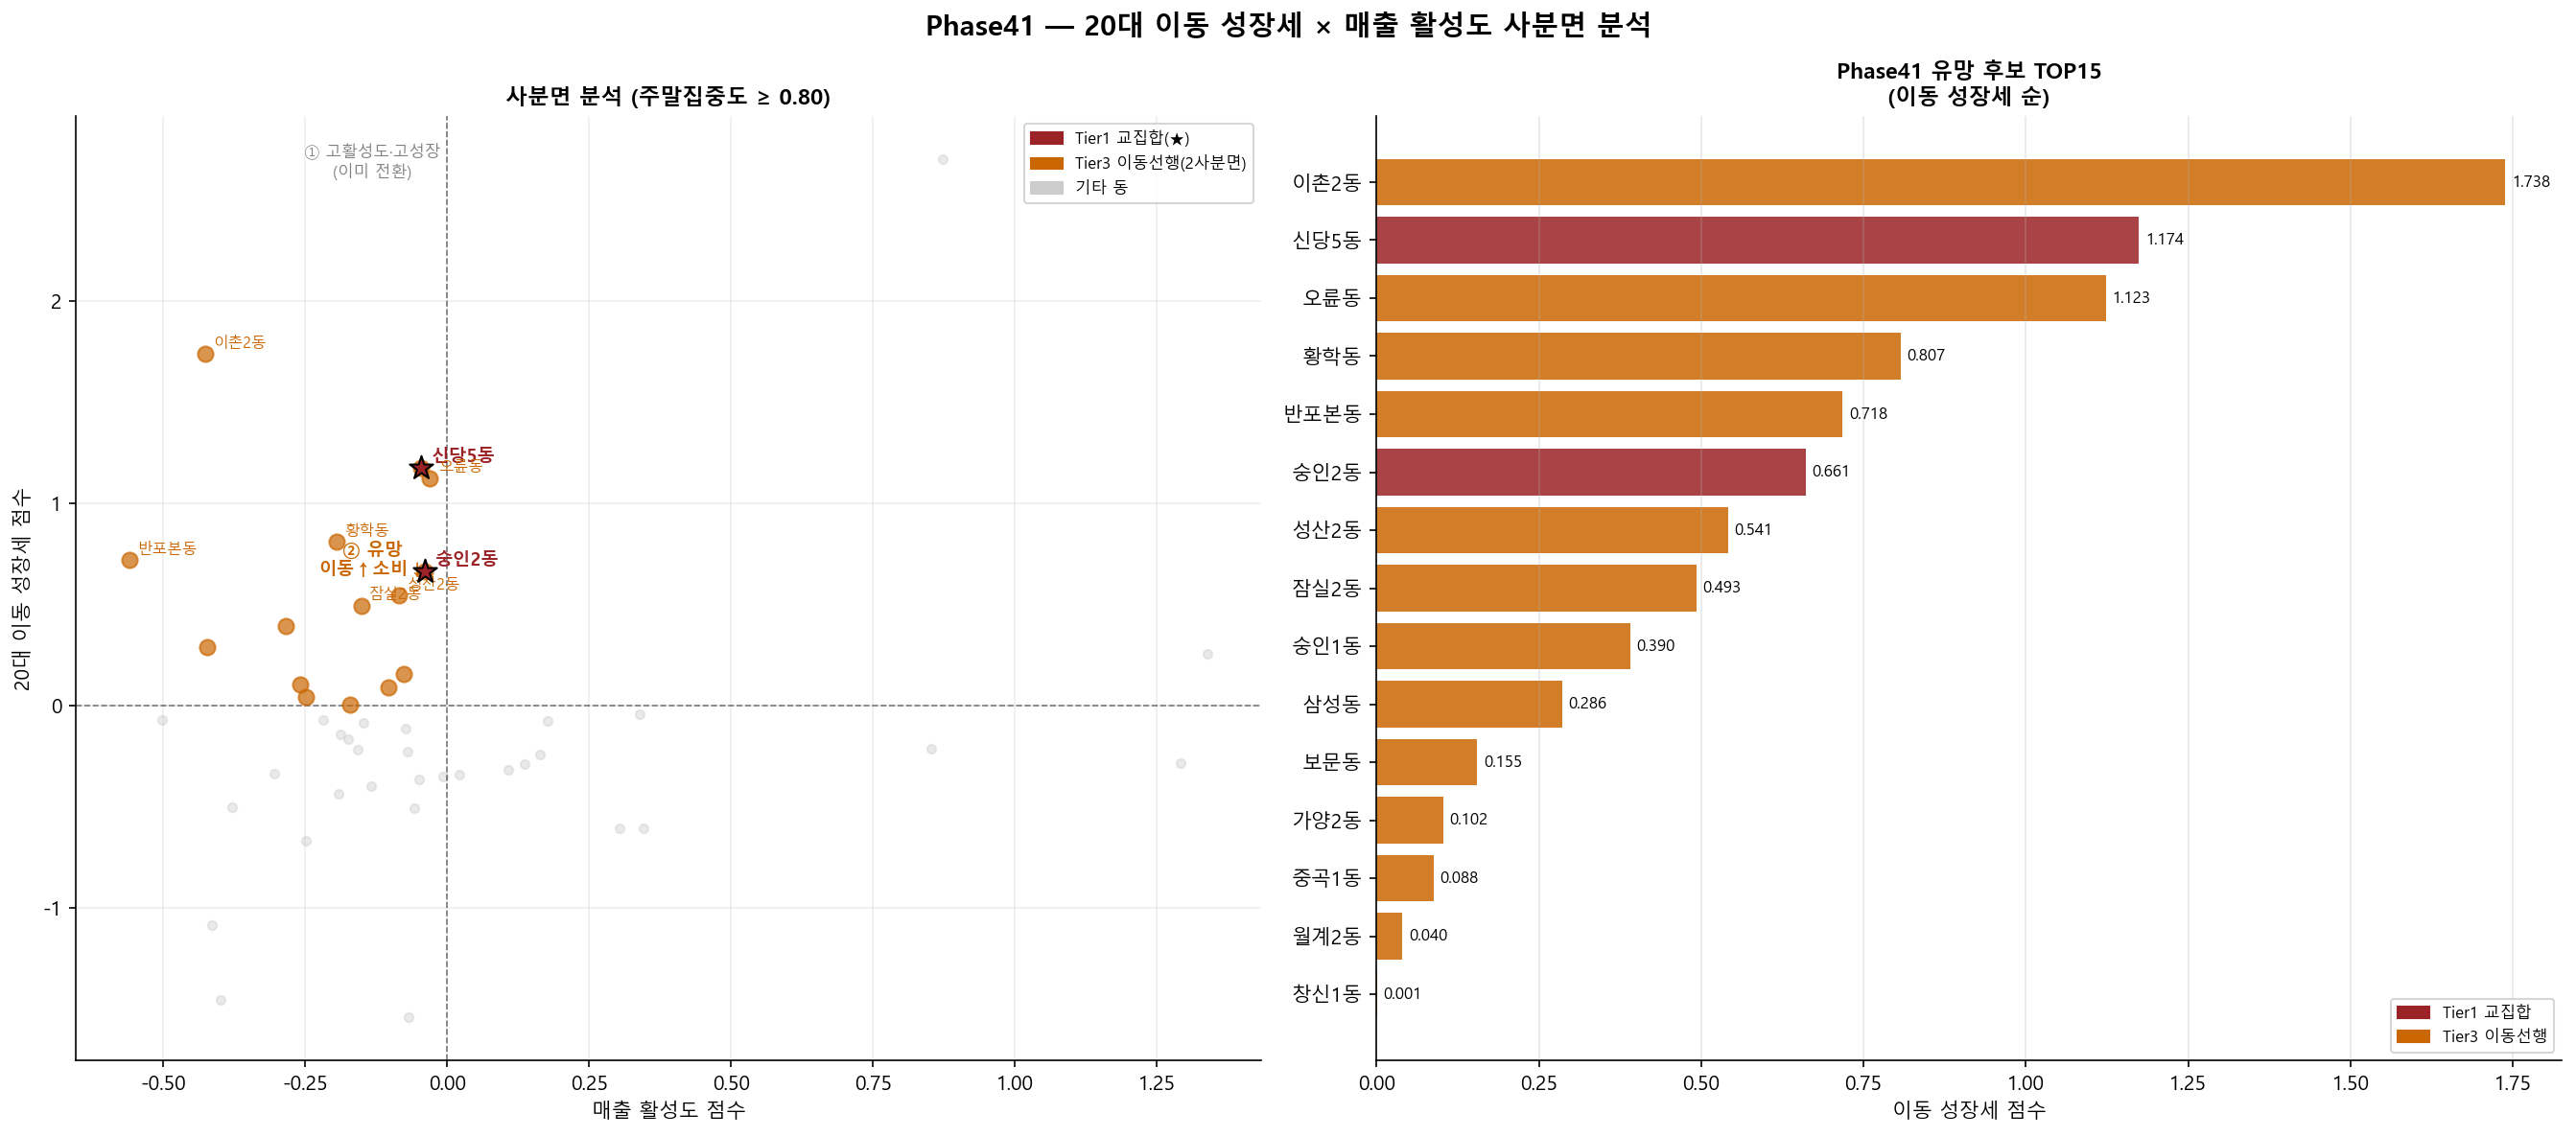 Phase41 — 20대 이동 성장세 × 매출 활성도 사분면 분석
사분면 분석 (주말집중도 ≥ 0.80)
① 고활성도·고성장
(이미 전환)
Tier1 교집합(★)
Tier3 이동선행(2사분면)
기타 동
이촌2동
신당5동
오륜동
황학동
반포본동
② 유망
이동↑소비
숭인2동
성산2동
잠실2동
2
1
0
-1
20대 이동 성장세 점수
-0.50
-0.25
0.00
0.25
0.50
0.75
1.00
1.25
매출 활성도 점수
Phase41 유망 후보 TOP15
(이동 성장세 순)
이촌2동 1.738
신당5동 1.174
오륜동 1.123
황학동 0.807
반포본동 0.718
숭인2동 0.661
성산2동 0.541
잠실2동 0.493
숭인1동 0.390
삼성동 0.286
보문동 0.155
가양2동 0.102
중곡1동 0.088
월계2동 0.040
창신1동 0.001
Tier1 교집합
Tier3 이동선행
0.00
0.25
0.50
0.75
1.00
1.25
1.50
1.75
이동 성장세 점수